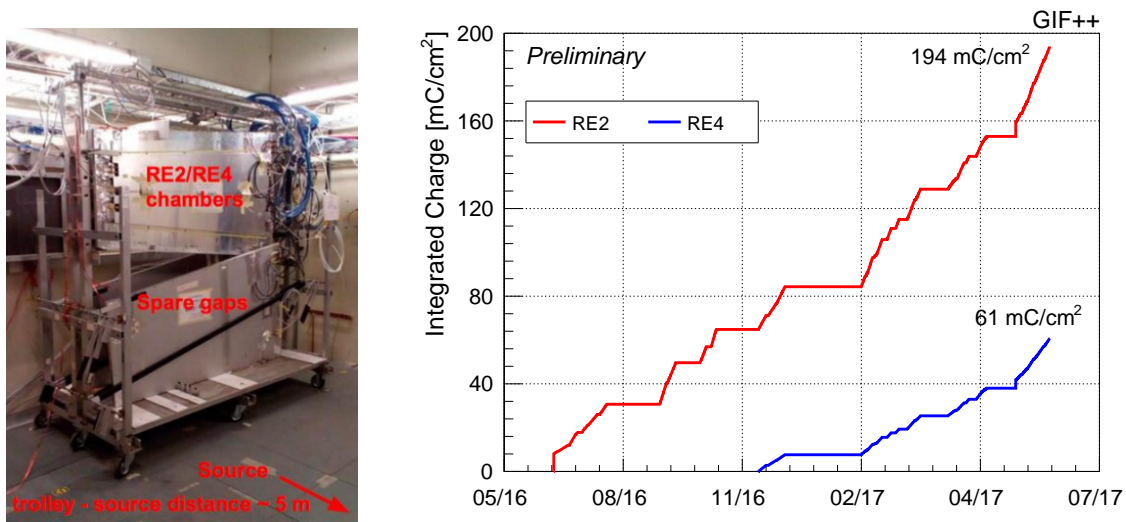 RE2/RE4
chambers
Spare gaps
Source
trolley - source distance ~ 5 m
GIF++
Preliminary
194 mC/cm²
RE2
RE4
61 mC/cm²
Integrated Charge [mC/cm²]
200
160
120
80
40
0
05/16 08/16 11/16 02/17 04/17 07/17